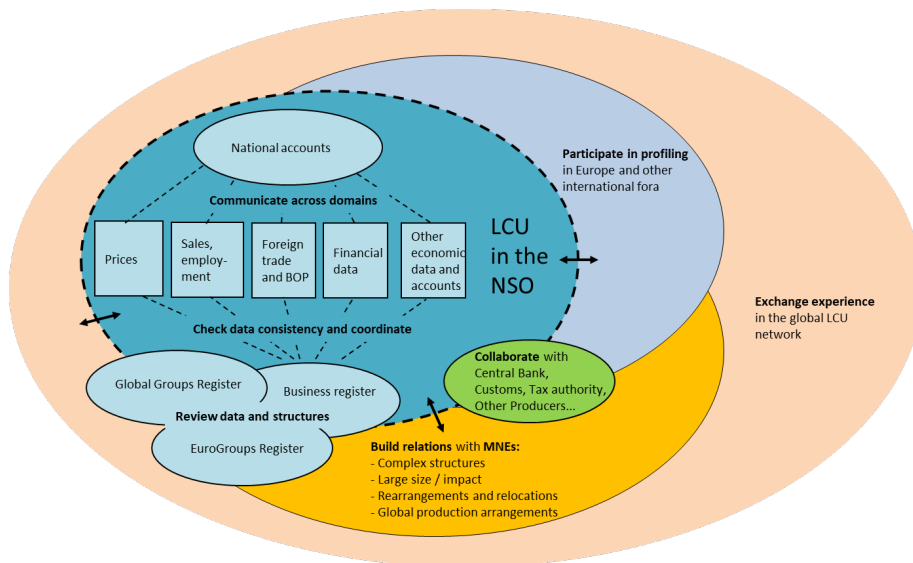 National accounts
Communicate across domains
Prices
Sales,
employ-
ment
Foreign
trade
and BOP
Financial
data
Other
economic
data and
accounts
LCU
in the
NSO
Check data consistency and coordinate
Global Groups Register
Business register
Review data and structures
EuroGroups Register
Participate in profiling
in Europe and other
international fora
Exchange experience
in the global LCU
network
Collaborate with
Central Bank,
Customs, Tax authority,
Other Producers...
Build relations with MNEs:
- Complex structures
- Large size / impact
- Rearrangements and relocations
- Global production arrangements